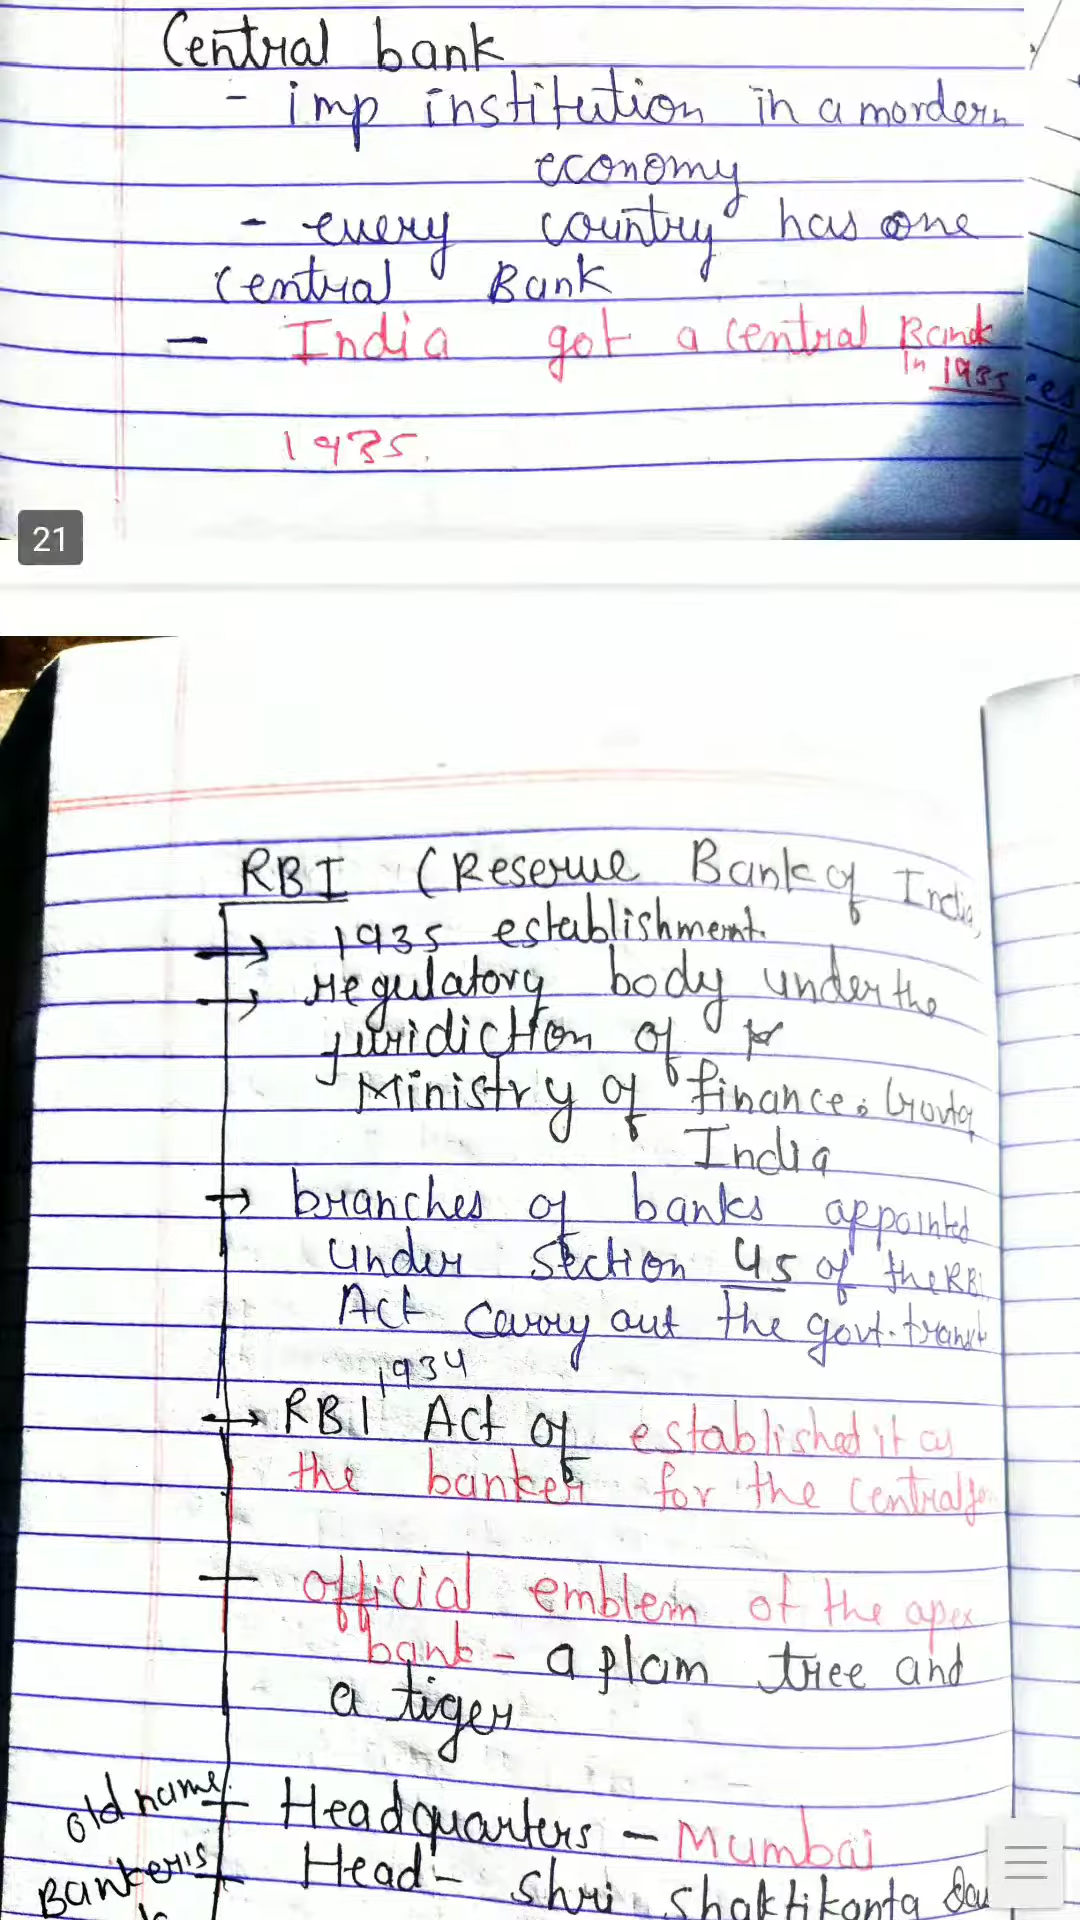 Central bank
- imp institution in a mordern
economy
- every country has one
Central Bank
- India got a central Bank
in 1935
1935.
21
RBI (Reserve Bank of India,
→ 1935 establishment.
→ regulatory body under the
juridiction of
Ministry of finance, Govt of
India
→ branches of banks appointed
under section 45 of the RBI
Act carry out the govt.
1934
→ RBI Act of established it as
the banker for the central
official emblem of the apex
bank - a plam tree and
a tiger
old name
Headquarters - Mumbai
Banker's
Head - Shri Shaktikanta Das